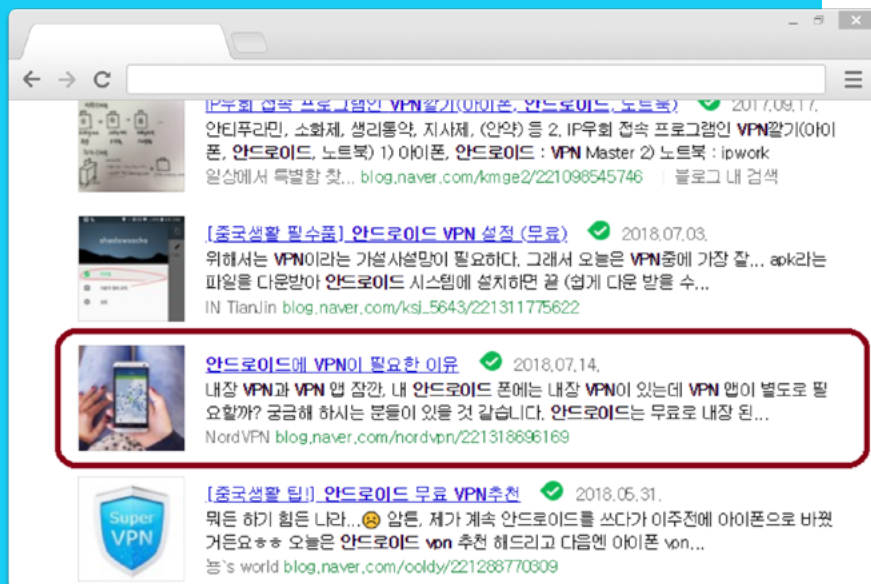 IP우회 접속 프로그램인 VPN깔기(아이폰, 안드로이드, 노트북) 2017.09.17.
안티푸라민, 소화제, 생리통약, 지사제, (안약) 등 2. IP우회 접속 프로그램인 VPN깔기(아이
폰, 안드로이드, 노트북) 1) 아이폰, 안드로이드 : VPN Master 2) 노트북 : ipwork
일상에서 특별함 찾... blog.naver.com/kmge2/221098545746 블로그 내 검색
shadowsocks
[중국생활 필수품] 안드로이드 VPN 설정 (무료) 2018.07.03.
위해서는 VPN이라는 가설사설망이 필요하다. 그래서 오늘은 VPN중에 가장 잘... apk라는
파일을 다운받아 안드로이드 시스템에 설치하면 끝 (쉽게 다운 받을 수...
IN TianJin blog.naver.com/ksj_5643/221311775622
안드로이드에 VPN이 필요한 이유 2018.07.14.
내장 VPN과 VPN 앱 잠깐, 내 안드로이드 폰에는 내장 VPN이 있는데 VPN 앱이 별도로 필
요할까? 궁금해 하시는 분들이 있을 것 같습니다. 안드로이드는 무료로 내장 된...
NordVPN blog.naver.com/nordvpn/221318696169
Super
VPN
[중국생활 팁!] 안드로이드 무료 VPN추천 2018.05.31.
뭐든 하기 힘든 나라...😥 암튼, 제가 계속 안드로이드를 쓰다가 이주전에 아이폰으로 바꿨
거든요ㅎㅎ 오늘은 안드로이드 vpn 추천 해드리고 다음엔 아이폰 vpn...
눙`s world blog.naver.com/ooldy/221288770809